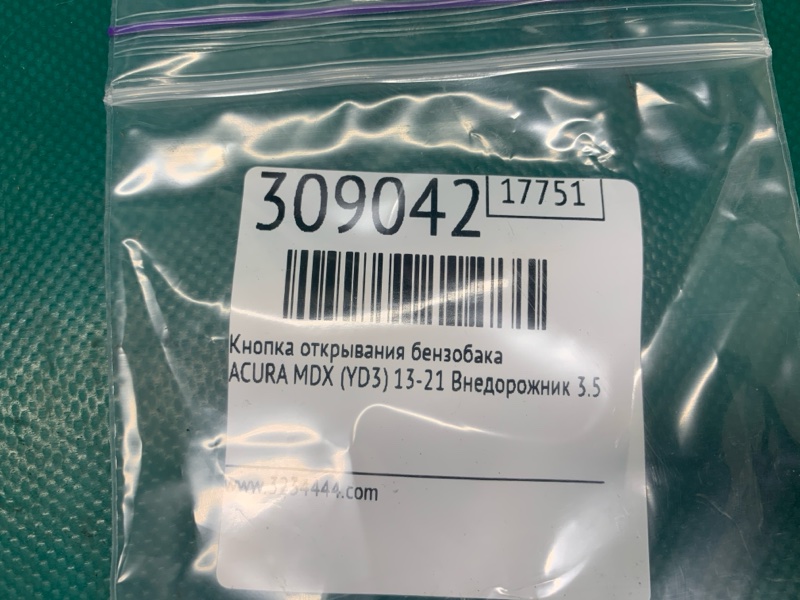 309042 17751
Кнопка открывания бензобака
ACURA MDX (YD3) 13-21 Внедорожник 3.5
www.3234444.com